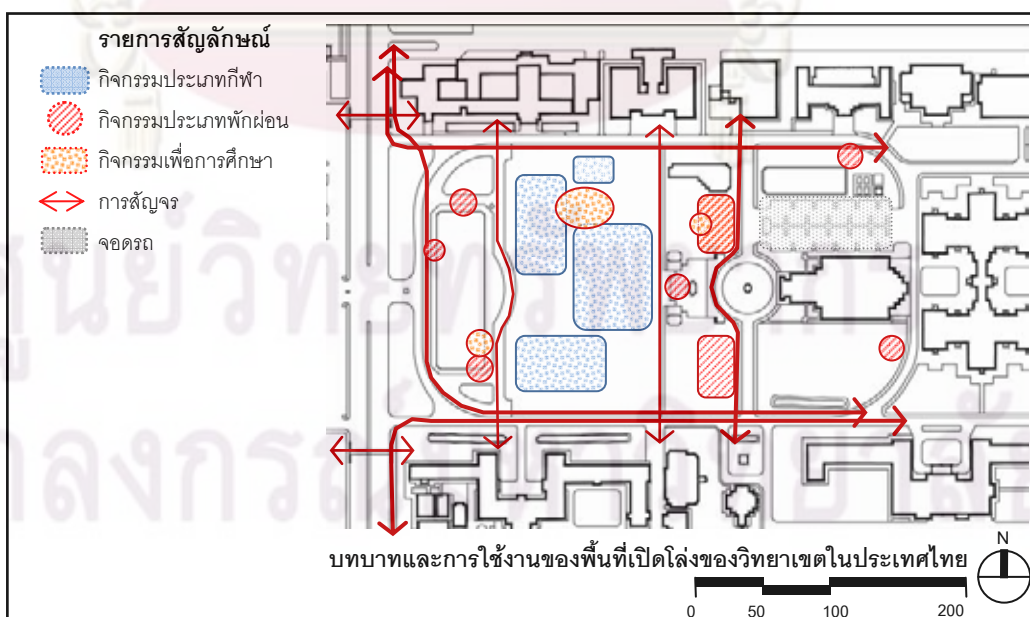 รายการสัญลักษณ์
กิจกรรมประเภทกีฬา
กิจกรรมประเภทพักผ่อน
กิจกรรมเพื่อการศึกษา
การสัญจร
จอดรถ
บทบาทและการใช้งานของพื้นที่เปิดโล่งของวิทยาเขตในประเทศไทย
N
0 50 100 200